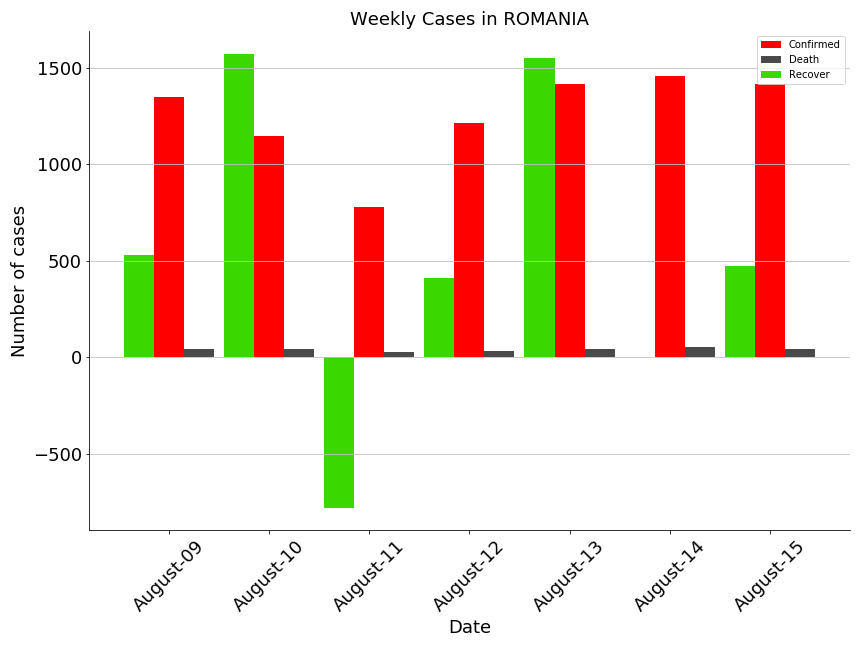 Weekly Cases in ROMANIA
Confirmed
Death
Recover
Number of cases
1500
1000
500
0
−500
August-09
August-10
August-11
August-12
August-13
August-14
August-15
Date